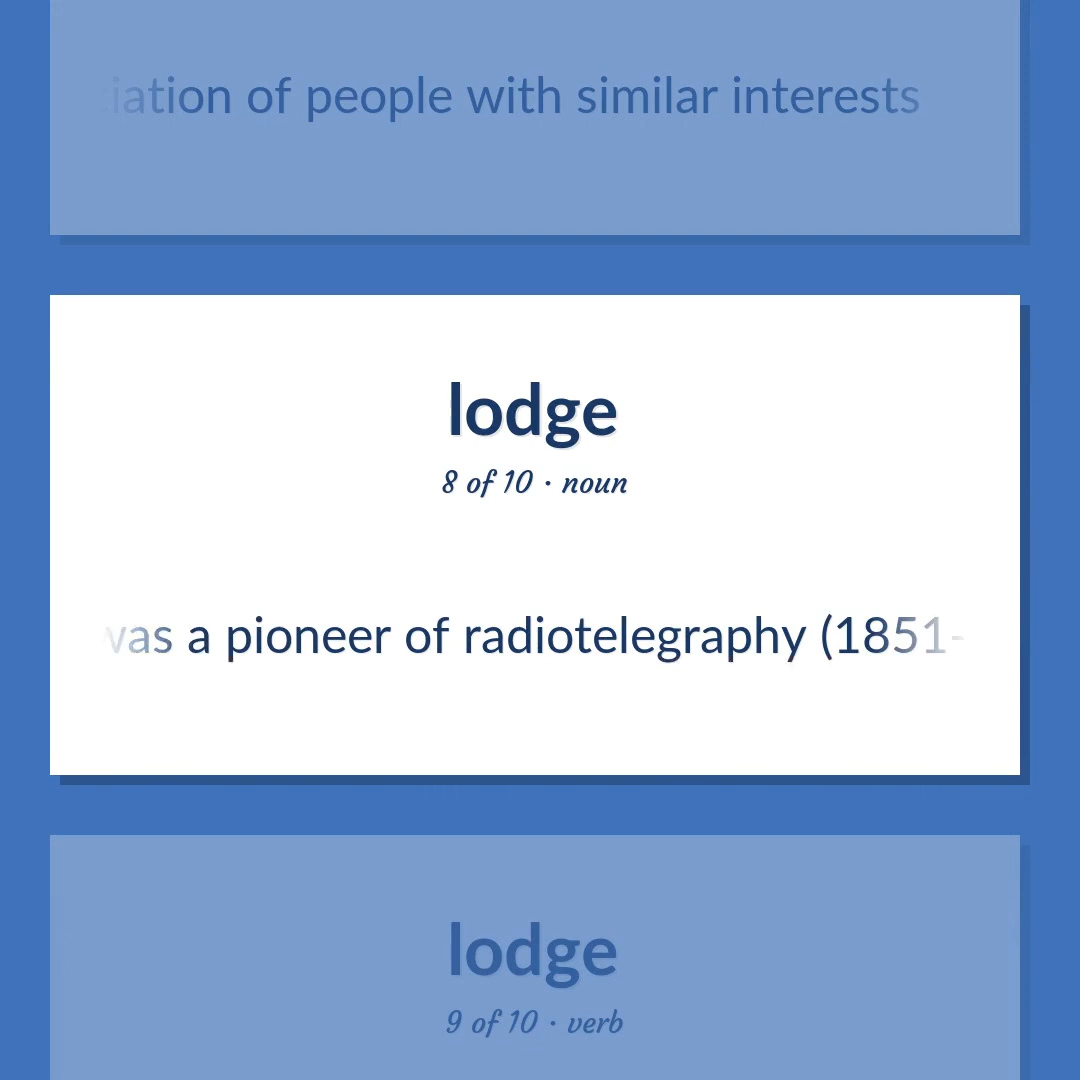 iation of people with similar interests
lodge
8 of 10 · noun
was a pioneer of radiotelegraphy (1851-
lodge
9 of 10 · verb